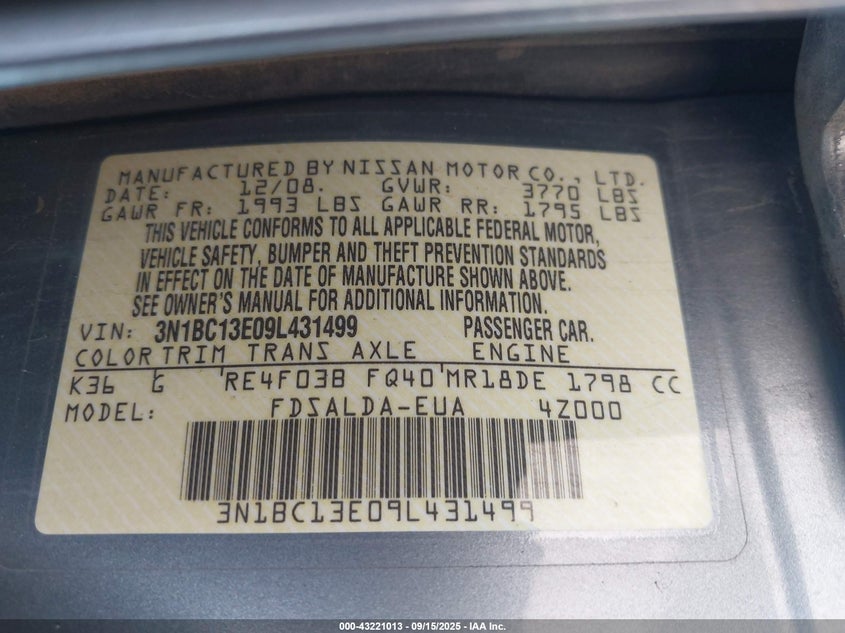 MANUFACTURED BY NISSAN MOTOR CO., LTD.
DATE: 12/08. GVWR: 3770 LBS
GAWR FR: 1993 LBS GAWR RR: 1795 LBS
THIS VEHICLE CONFORMS TO ALL APPLICABLE FEDERAL MOTOR,
VEHICLE SAFETY, BUMPER AND THEFT PREVENTION STANDARDS
IN EFFECT ON THE DATE OF MANUFACTURE SHOWN ABOVE.
SEE OWNER'S MANUAL FOR ADDITIONAL INFORMATION.
VIN: 3N1BC13E09L431499 PASSENGER CAR.
COLOR TRIM TRANS AXLE ENGINE
K36 G RE4F03B FQ40 MR18DE 1798 CC
MODEL: FDSALDA-EUA 4Z000
3N1BC13E09L431499
000-43221013 - 09/15/2025 - IAA Inc.